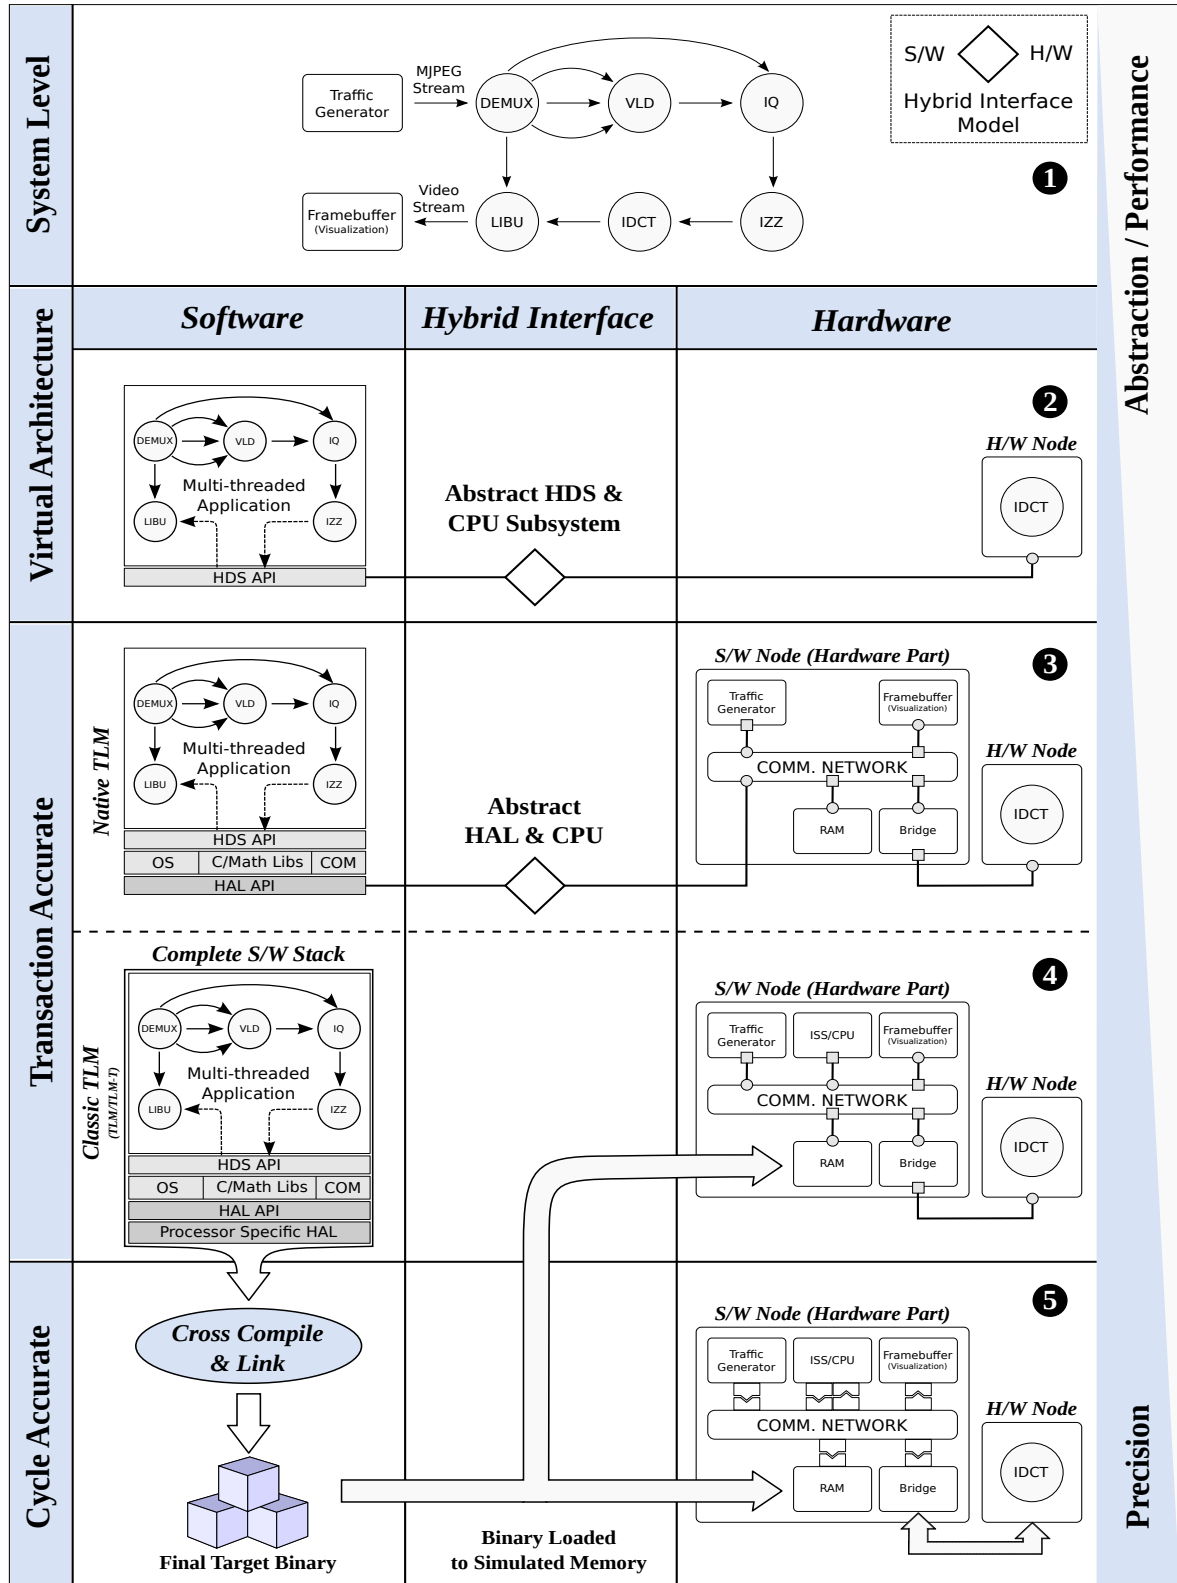 System Level
Traffic
Generator
MJPEG
Stream
DEMUX
VLD
IQ
Framebuffer
(Visualization)
Video
Stream
LIBU
IDCT
IZZ
S/W
H/W
Hybrid Interface
Model
1
Abstraction / Performance
Software
Hybrid Interface
Hardware
Virtual Architecture
DEMUX
VLD
IQ
Multi-threaded
Application
LIBU
IZZ
HDS API
Abstract HDS &
CPU Subsystem
2
H/W Node
IDCT
Transaction Accurate
Native TLM
DEMUX
VLD
IQ
Multi-threaded
Application
LIBU
IZZ
HDS API
OS
C/Math Libs
COM
HAL API
Abstract
HAL & CPU
3
S/W Node (Hardware Part)
Traffic
Generator
Framebuffer
(Visualization)
COMM. NETWORK
RAM
Bridge
H/W Node
IDCT
Classic TLM
(TLM/TLM-T)
Complete S/W Stack
DEMUX
VLD
IQ
Multi-threaded
Application
LIBU
IZZ
HDS API
OS
C/Math Libs
COM
HAL API
Processor Specific HAL
4
S/W Node (Hardware Part)
Traffic
Generator
ISS/CPU
Framebuffer
(Visualization)
COMM. NETWORK
RAM
Bridge
H/W Node
IDCT
Cycle Accurate
Cross Compile
& Link
Final Target Binary
Binary Loaded
to Simulated Memory
5
S/W Node (Hardware Part)
Traffic
Generator
ISS/CPU
Framebuffer
(Visualization)
COMM. NETWORK
RAM
Bridge
H/W Node
IDCT
Precision